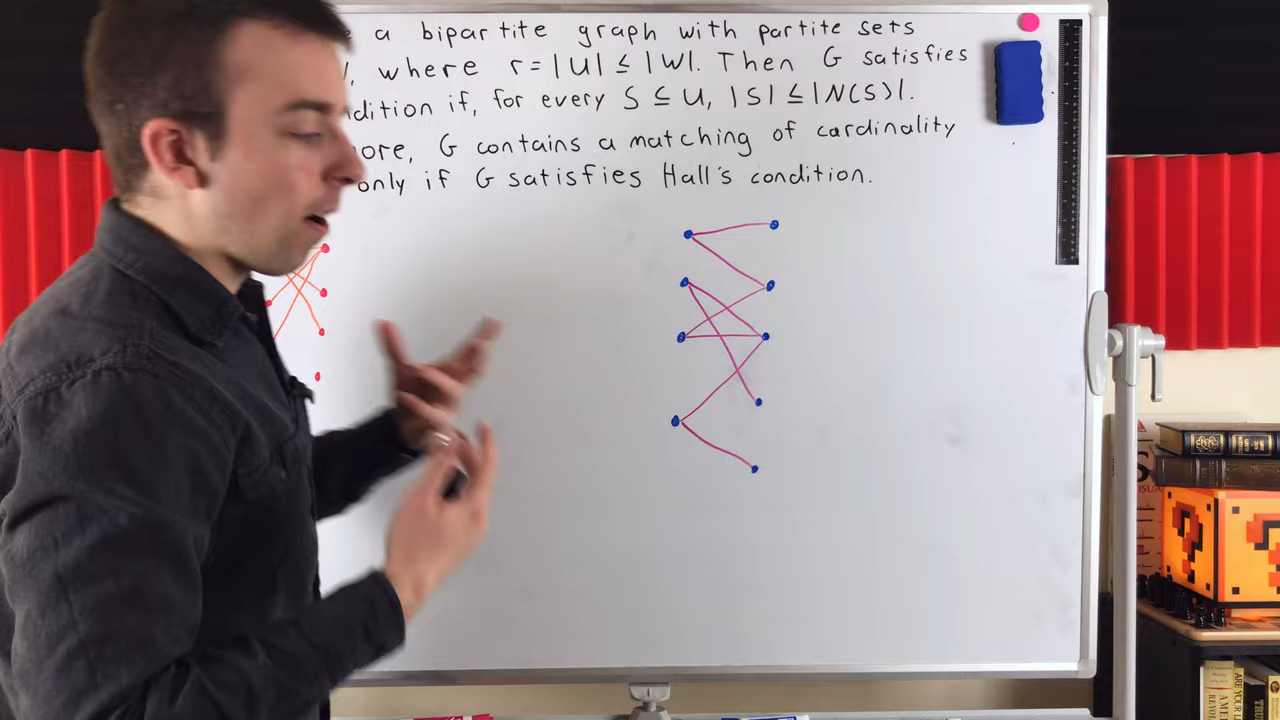 a bipartite graph with partite sets
, where r=|U|≤|W|. Then G satisfies
dition if, for every S ⊆ U, |S|≤|N(S)|.
ore, G contains a matching of cardinality
only if G satisfies Hall's condition.